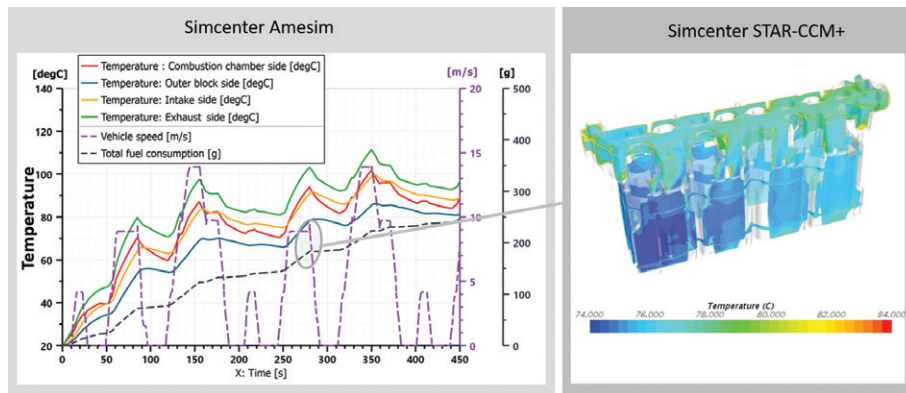 Simcenter Amesim
Simcenter STAR-CCM+
[degC]
[m/s]
[g]
Temperature : Combustion chamber side [degC]
Temperature: Outer block side [degC]
Temperature: Intake side [degC]
Temperature: Exhaust side [degC]
Vehicle speed [m/s]
Total fuel consumption [g]
Temperature
140
120
100
80
60
40
20
20
15
10
5
0
500
400
300
200
100
0
0 50 100 150 200 250 300 350 400 450
X: Time [s]
Temperature (C)
74.000 76.000 78.000 80.000 82.000 84.000